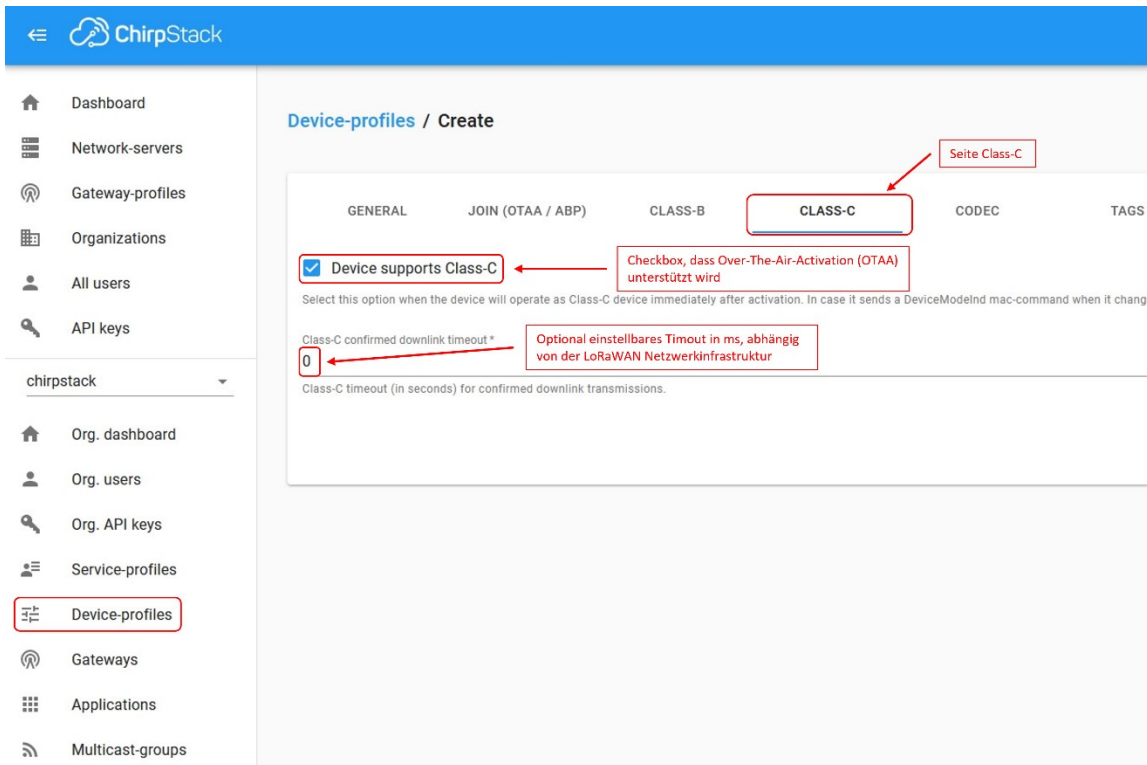 ChirpStack
Dashboard
Network-servers
Gateway-profiles
Organizations
All users
API keys
chirpstack
Org. dashboard
Org. users
Org. API keys
Service-profiles
Device-profiles
Gateways
Applications
Multicast-groups
Device-profiles / Create
Seite Class-C
GENERAL JOIN (OTAA / ABP) CLASS-B CLASS-C CODEC TAGS
Device supports Class-C
Checkbox, dass Over-The-Air-Activation (OTAA)
unterstützt wird
Select this option when the device will operate as Class-C device immediately after activation. In case it sends a DeviceModeInd mac-command when it chang
Class-C confirmed downlink timeout *
Optional einstellbares Timout in ms, abhängig
von der LoRaWAN Netzwerkinfrastruktur
0
Class-C timeout (in seconds) for confirmed downlink transmissions.